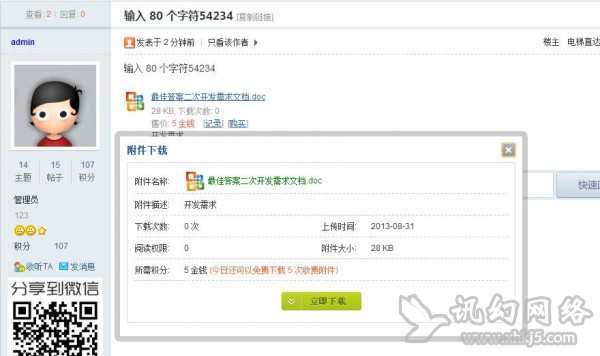 查看: 2 | 回复: 0
输入 80 个字符54234 [复制链接]
admin
发表于 2 分钟前 | 只看该作者
楼主 电梯直达
输入 80 个字符54234
最佳答案二次开发需求文档.doc
28 KB, 下载次数: 0
售价: 5 金钱 [记录] [购买]
开发需求
14 15 107
主题 帖子 积分
管理员
123
积分 107
收听TA 发消息
分享到微信
附件下载
附件名称: 最佳答案二次开发需求文档.doc
附件描述: 开发需求
下载次数: 0 次 上传时间: 2013-08-31
阅读权限: 0 附件大小: 28 KB
所需积分: 5 金钱 (今日还可以免费下载 5 次收费附件)
立即下载
快速
讯幻网络